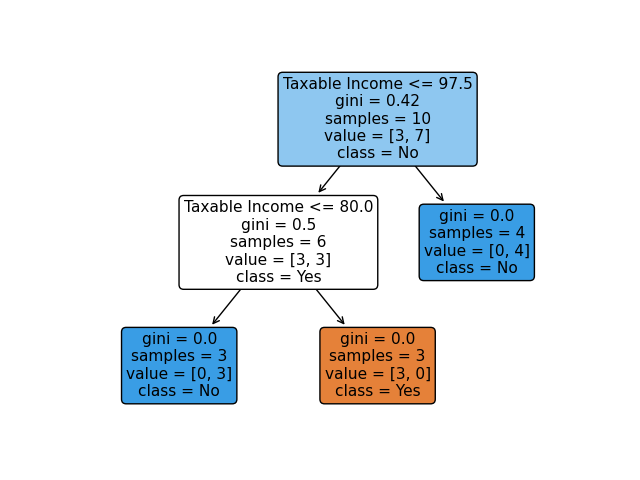 Taxable Income <= 97.5
gini = 0.42
samples = 10
value = [3, 7]
class = No
Taxable Income <= 80.0
gini = 0.5
samples = 6
value = [3, 3]
class = Yes
gini = 0.0
samples = 4
value = [0, 4]
class = No
gini = 0.0
samples = 3
value = [0, 3]
class = No
gini = 0.0
samples = 3
value = [3, 0]
class = Yes